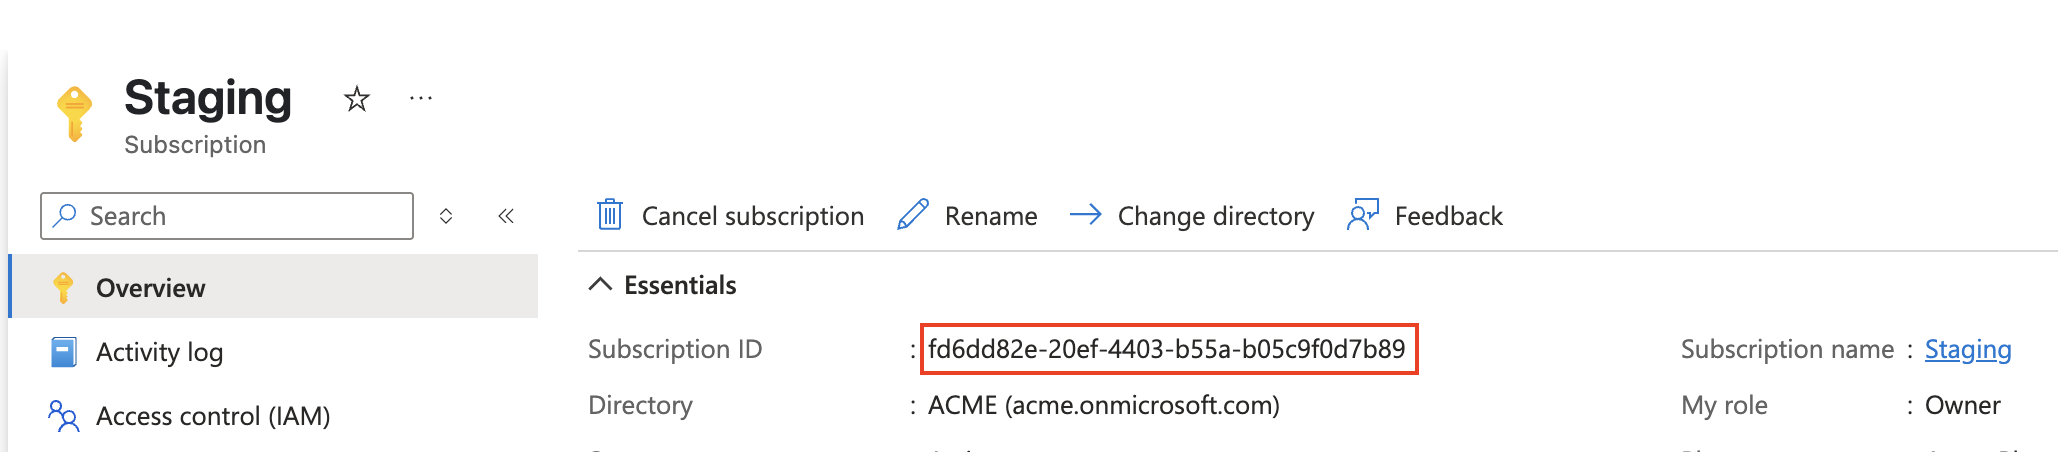 Staging
Subscription
Search
Cancel subscription Rename Change directory Feedback
Overview
Activity log
Access control (IAM)
Essentials
Subscription ID : fd6dd82e-20ef-4403-b55a-b05c9f0d7b89
Subscription name : Staging
Directory : ACME (acme.onmicrosoft.com)
My role : Owner